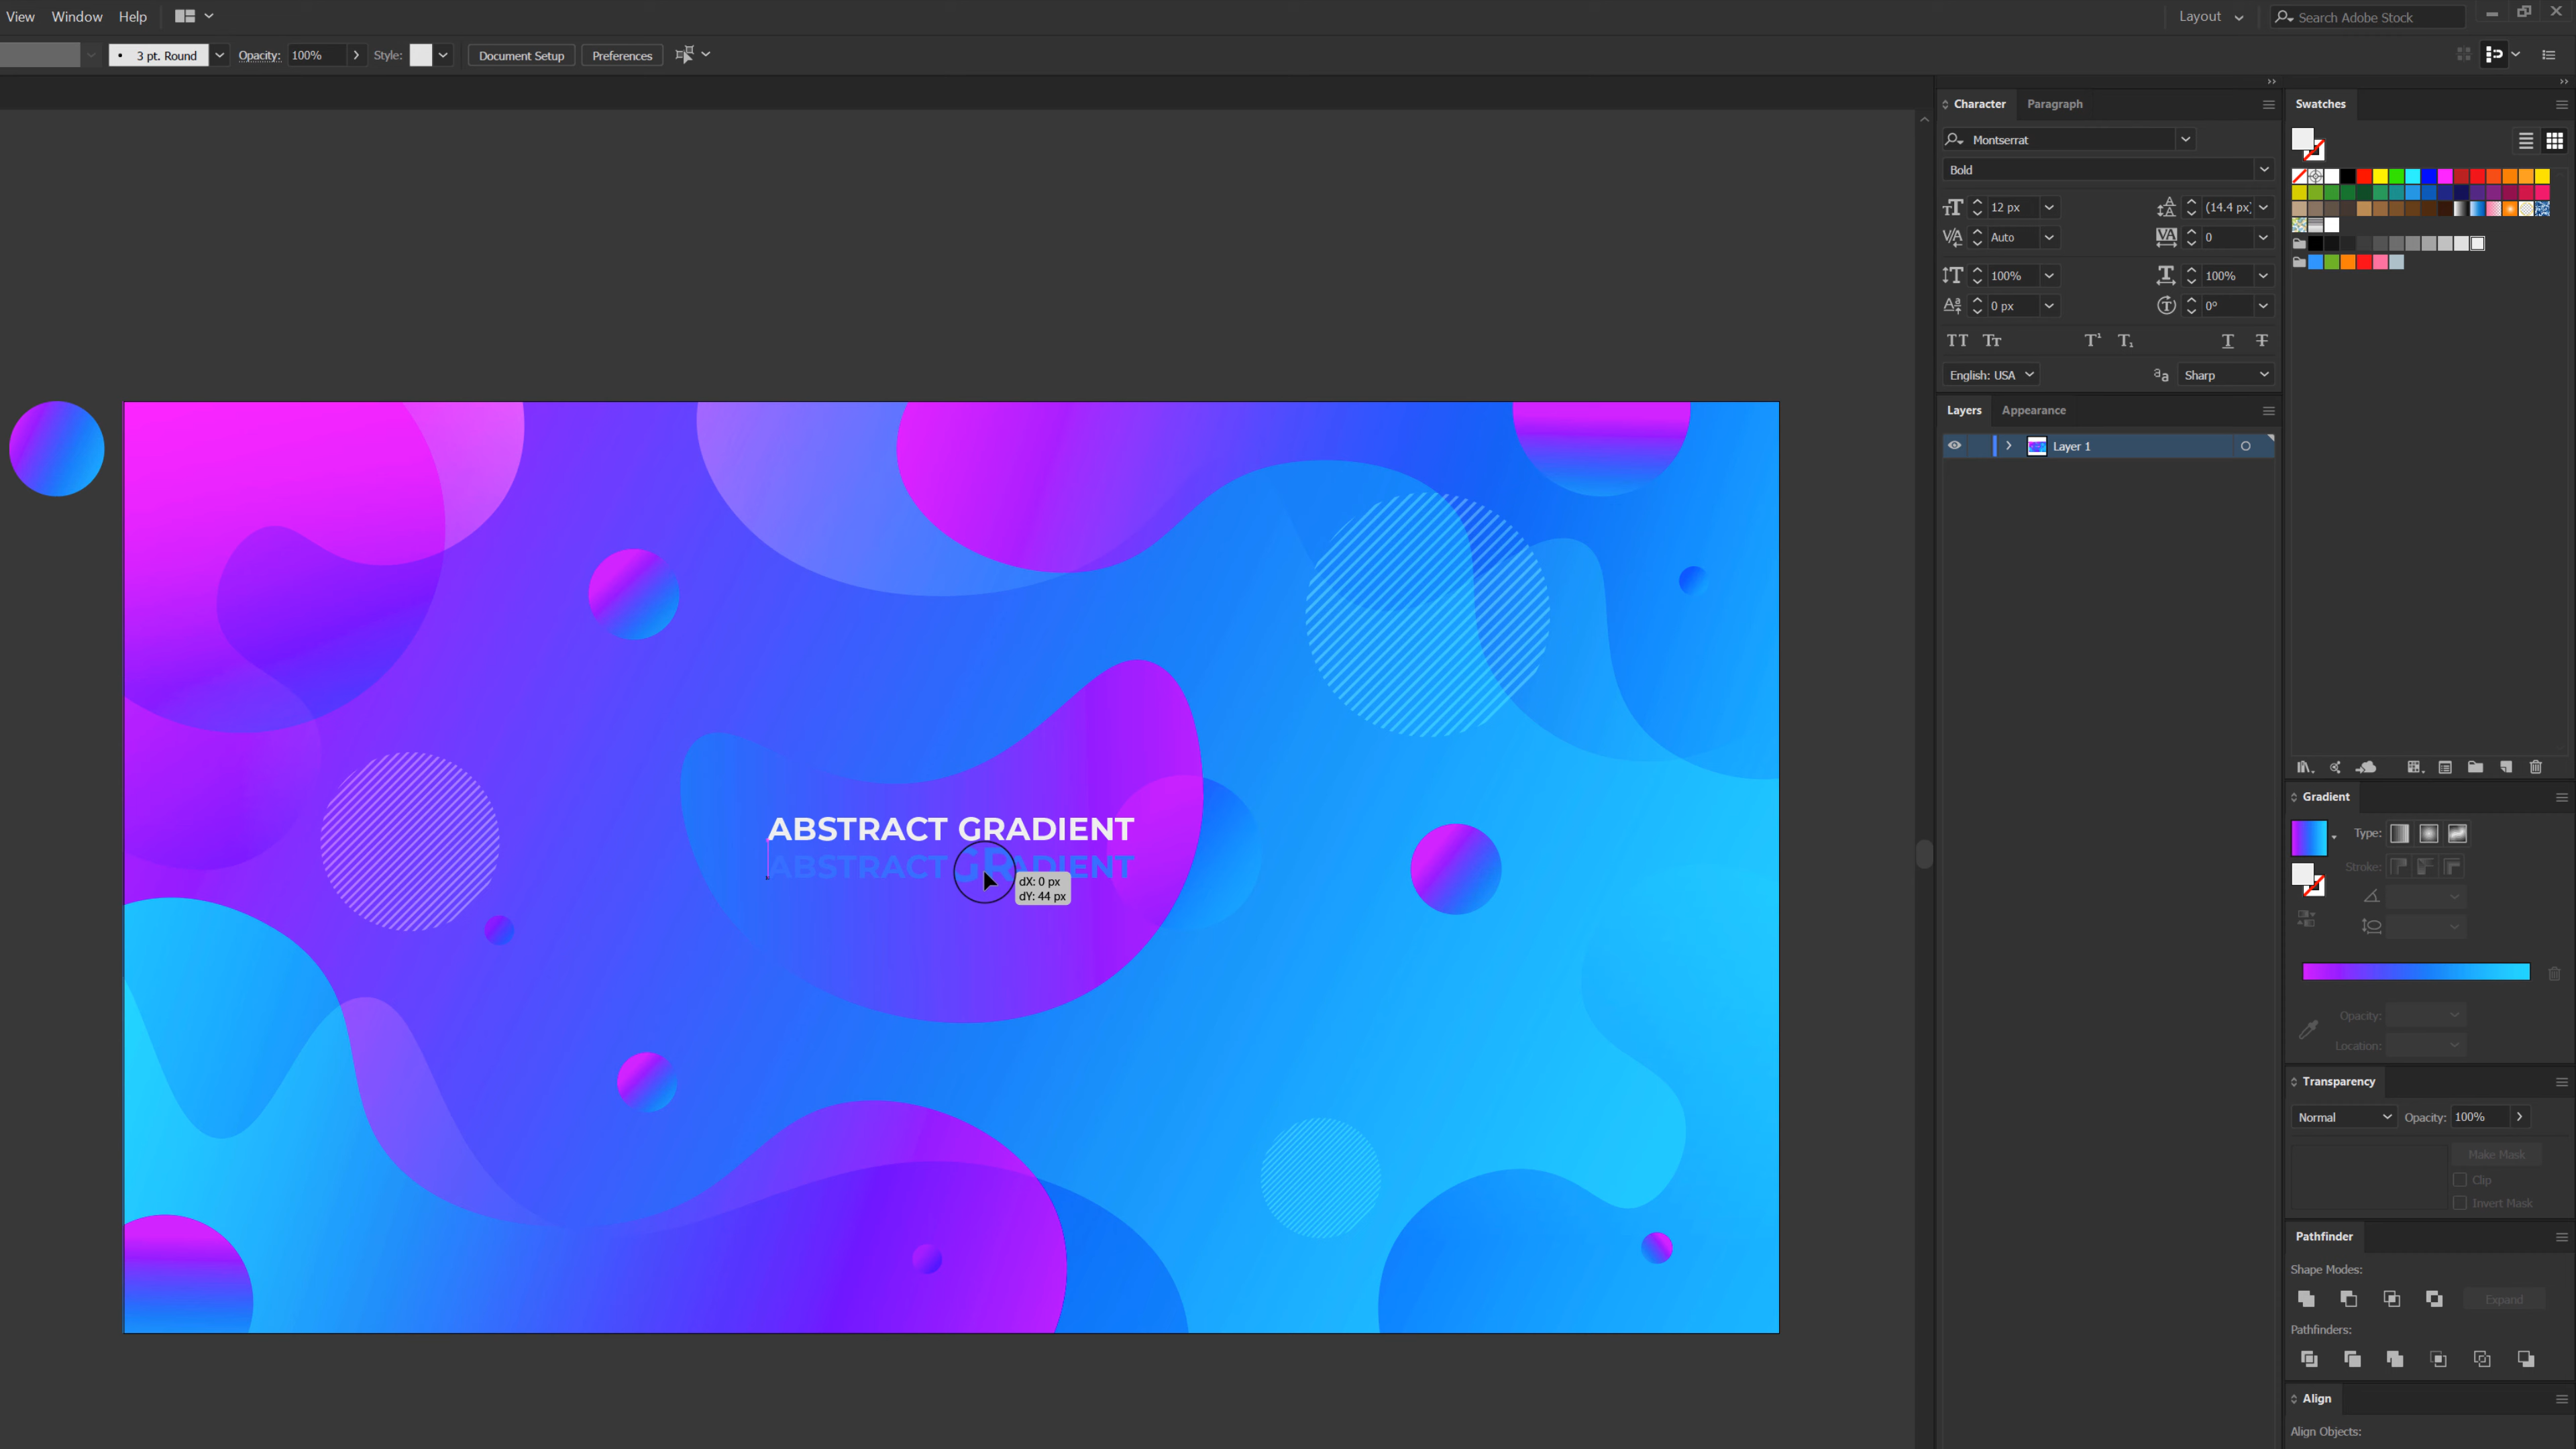 View Window Help Layout Search Adobe Stock
3 pt. Round Opacity: 100% Style: Document Setup Preferences
Character Paragraph Swatches
Montserrat
Bold
12 px (14.4 px)
Auto 0
100% 100%
0 px 0°
English: USA Sharp
Layers Appearance
Layer 1
Gradient
Type:
Stroke:
Opacity:
Location:
ABSTRACT GRADIENT
ABSTRACT GRADIENT
dX: 0 px
dY: 44 px
Transparency
Normal Opacity: 100%
Make Mask
Clip
Invert Mask
Pathfinder
Shape Modes:
Expand
Pathfinders:
Align
Align Objects: